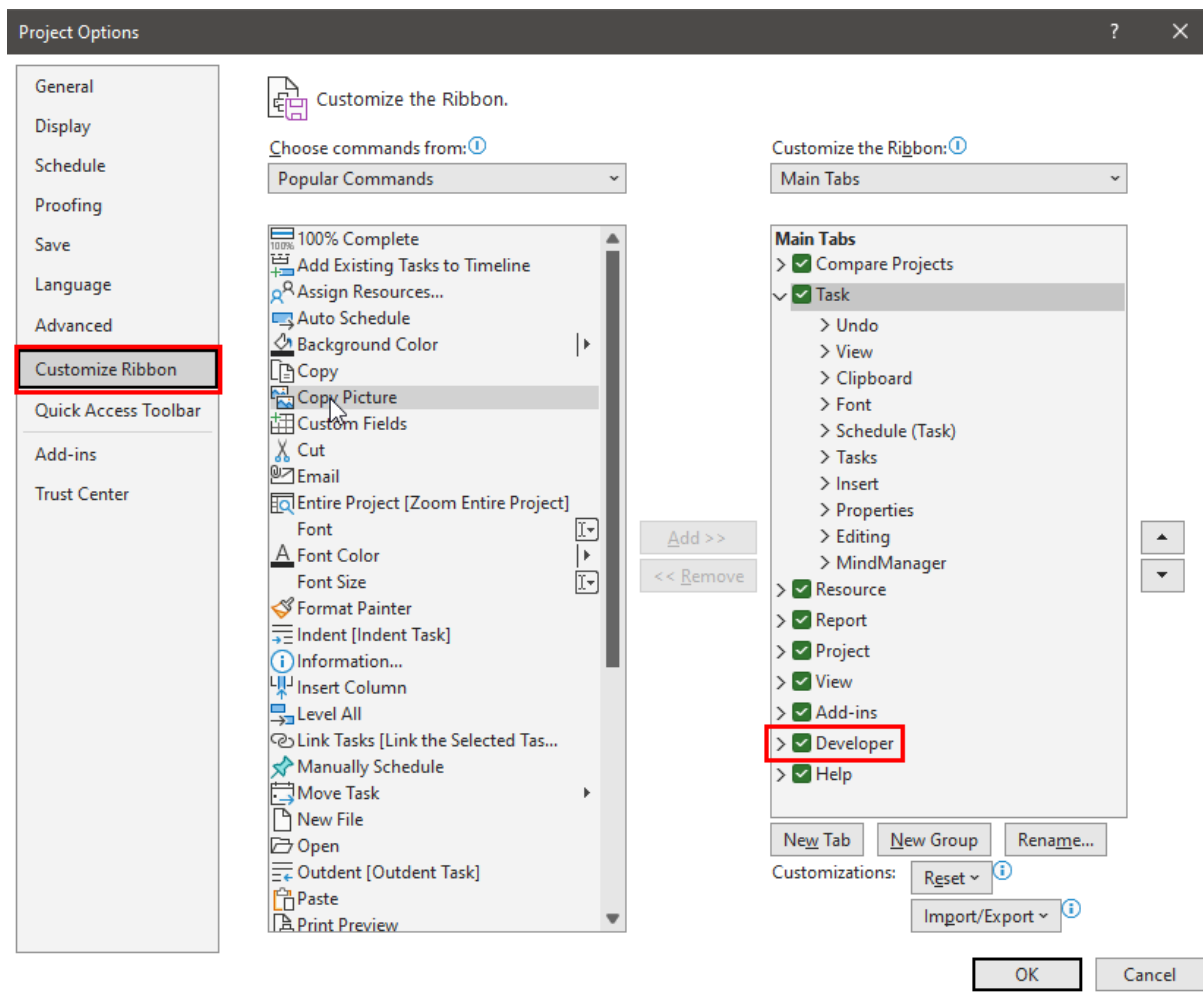 Project Options
?
General
Display
Schedule
Proofing
Save
Language
Advanced
Customize Ribbon
Quick Access Toolbar
Add-ins
Trust Center
Customize the Ribbon.
Choose commands from:
Popular Commands
100% Complete
Add Existing Tasks to Timeline
Assign Resources...
Auto Schedule
Background Color
Copy
Copy Picture
Custom Fields
Cut
Email
Entire Project [Zoom Entire Project]
Font
Font Color
Font Size
Format Painter
Indent [Indent Task]
Information...
Insert Column
Level All
Link Tasks [Link the Selected Tas...
Manually Schedule
Move Task
New File
Open
Outdent [Outdent Task]
Paste
Print Preview
Add >>
<< Remove
Customize the Ribbon:
Main Tabs
Main Tabs
Compare Projects
Task
Undo
View
Clipboard
Font
Schedule (Task)
Tasks
Insert
Properties
Editing
MindManager
Resource
Report
Project
View
Add-ins
Developer
Help
New Tab New Group Rename...
Customizations: Reset
Import/Export
OK Cancel